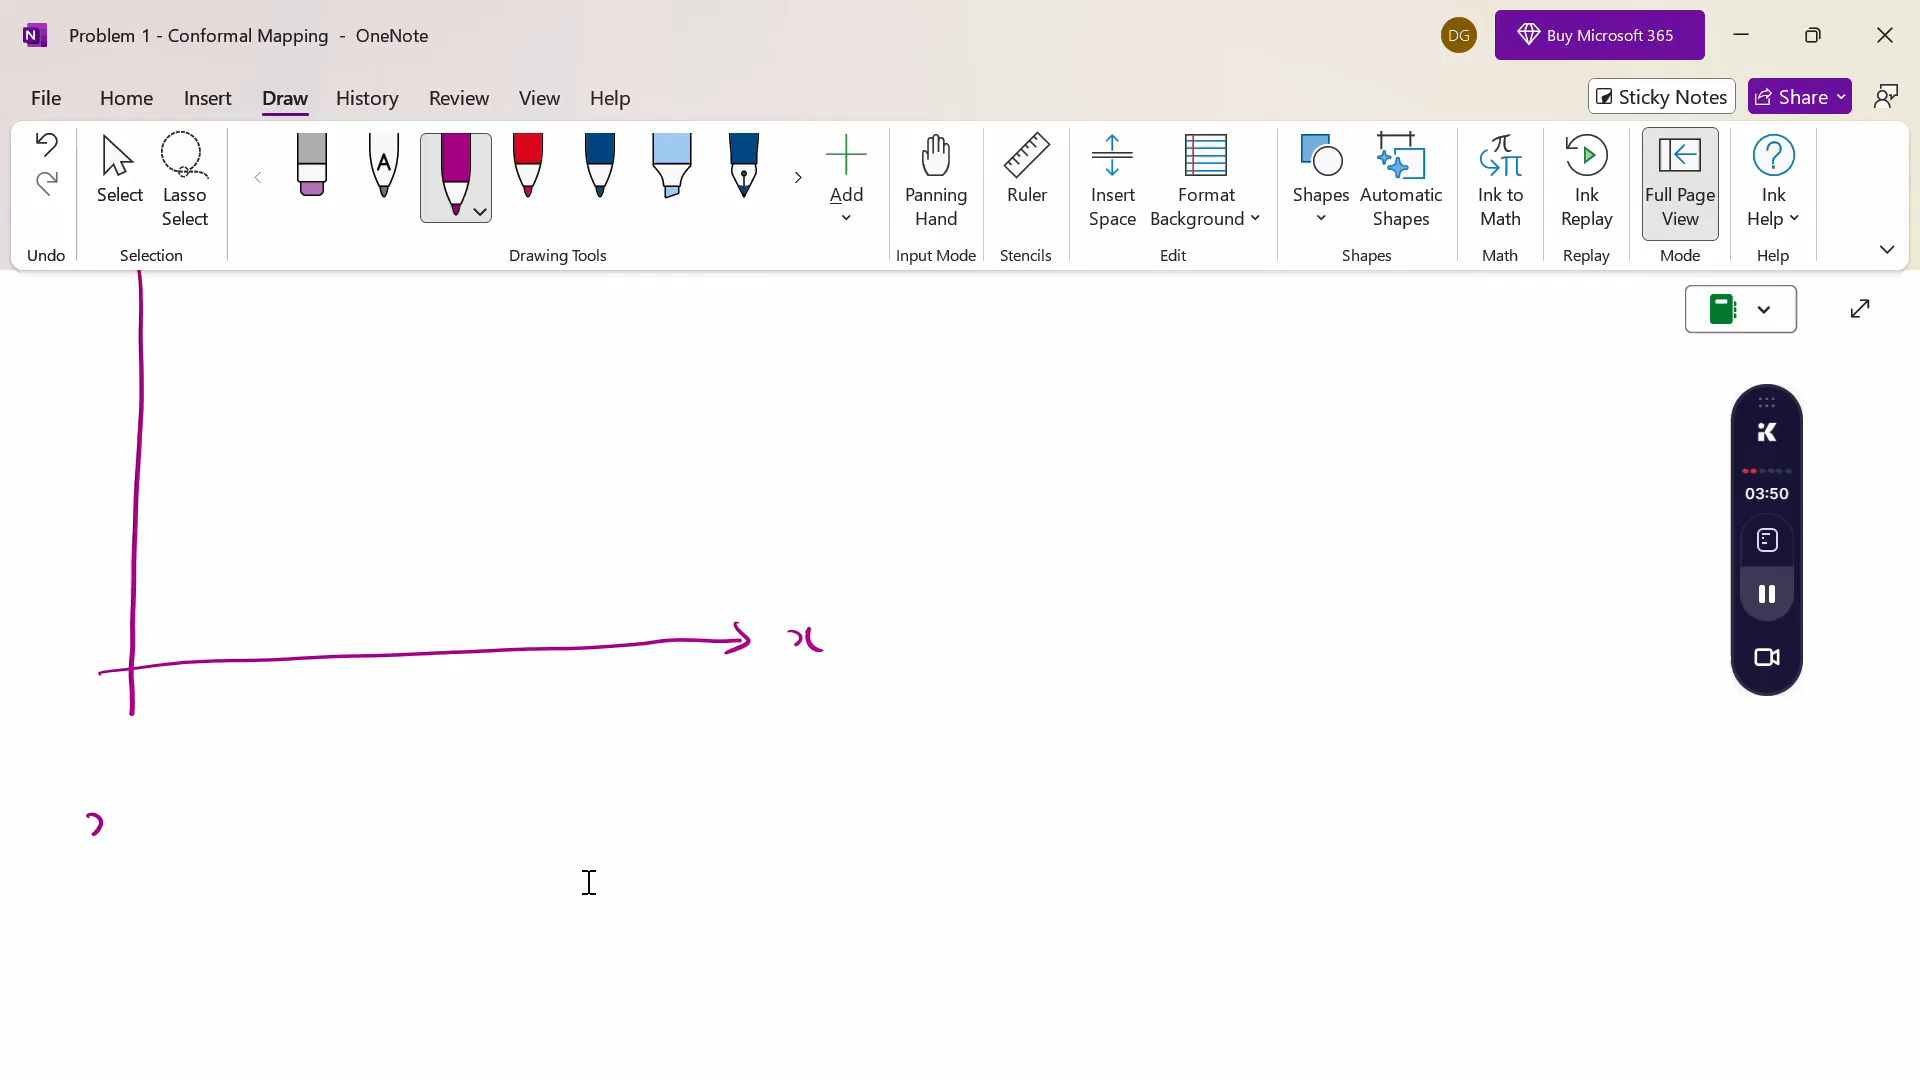 Problem 1 - Conformal Mapping - OneNote
DG
Buy Microsoft 365
File Home Insert Draw History Review View Help
Sticky Notes
Share
A
Select
Lasso
Select
Add
Panning
Hand
Ruler
Insert
Space
Format
Background
Shapes
Automatic
Shapes
Ink to
Math
Ink
Replay
Full Page
View
Ink
Help
Undo
Selection
Drawing Tools
Input Mode
Stencils
Edit
Shapes
Math
Replay
Mode
Help
03:50
x